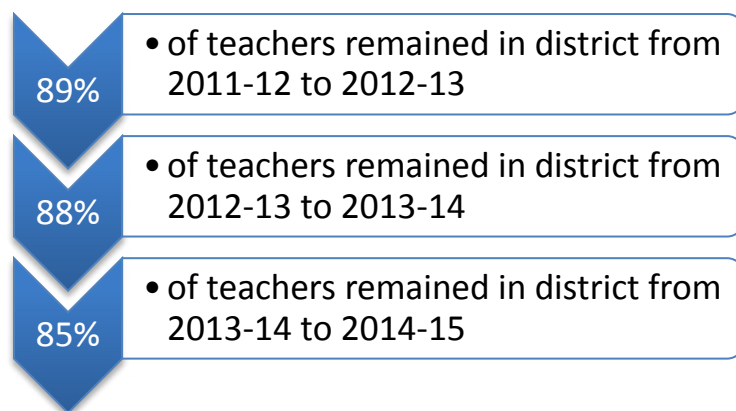 89%
• of teachers remained in district from
2011-12 to 2012-13
88%
• of teachers remained in district from
2012-13 to 2013-14
85%
• of teachers remained in district from
2013-14 to 2014-15